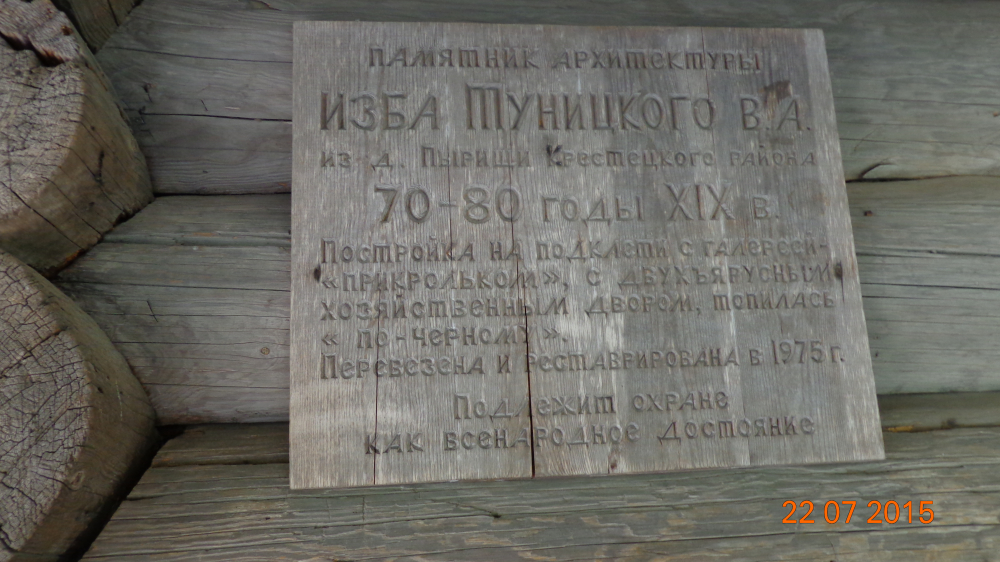 ПАМЯТНИК АРХИТЕКТУРЫ
ИЗБА ТУНИЦКОГО В.А.
ИЗ Д. ПЫРИЩИ КРЕСТЕЦКОГО РАЙОНА
70-80 ГОДЫ XIX В.
ПОСТРОЙКА НА ПОДКЛЕТИ С ГАЛЕРЕЕЙ-
«ПРИКРОЛЬКОМ», С ДВУХЪЯРУСНЫМ
ХОЗЯЙСТВЕННЫМ ДВОРОМ, ТОПИЛАСЬ
« ПО-ЧЕРНОМУ».
ПЕРЕВЕЗЕНА И РЕСТАВРИРОВАНА В 1975 Г.
ПОДЛЕЖИТ ОХРАНЕ
КАК ВСЕНАРОДНОЕ ДОСТОЯНИЕ
22 07 2015